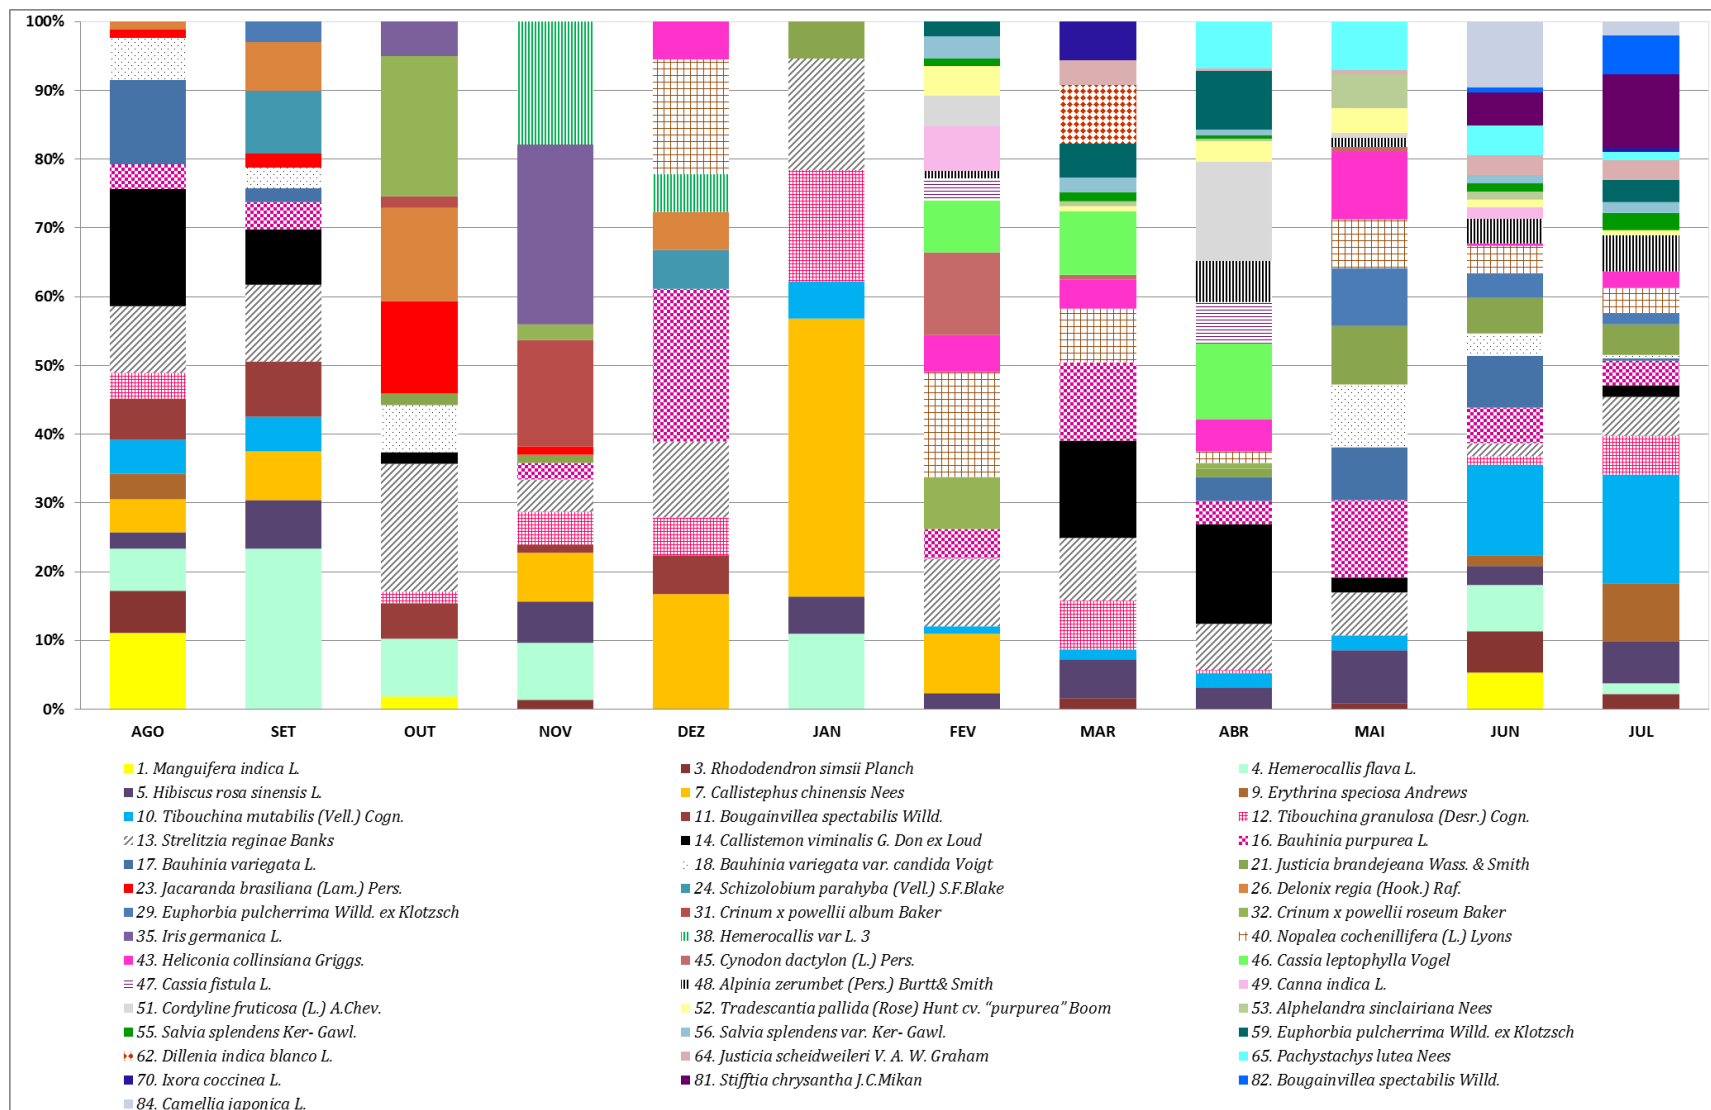 100%
90%
80%
70%
60%
50%
40%
30%
20%
10%
0%
AGO SET OUT NOV DEZ JAN FEV MAR ABR MAI JUN JUL
1. Manguifera indica L. 3. Rhododendron simsii Planch 4. Hemerocallis flava L.
5. Hibiscus rosa sinensis L. 7. Callistephus chinensis Nees 9. Erythrina speciosa Andrews
10. Tibouchina mutabilis (Vell.) Cogn. 11. Bougainvillea spectabilis Willd. 12. Tibouchina granulosa (Desr.) Cogn.
13. Strelitzia reginae Banks 14. Callistemon viminalis G. Don ex Loud 16. Bauhinia purpurea L.
17. Bauhinia variegata L. 18. Bauhinia variegata var. candida Voigt 21. Justicia brandejeana Wass. & Smith
23. Jacaranda brasiliana (Lam.) Pers. 24. Schizolobium parahyba (Vell.) S.F.Blake 26. Delonix regia (Hook.) Raf.
29. Euphorbia pulcherrima Willd. ex Klotzsch 31. Crinum x powellii album Baker 32. Crinum x powellii roseum Baker
35. Iris germanica L. 38. Hemerocallis var L. 3 40. Nopalea cochenillifera (L.) Lyons
43. Heliconia collinsiana Griggs. 45. Cynodon dactylon (L.) Pers. 46. Cassia leptophylla Vogel
47. Cassia fistula L. 48. Alpinia zerumbet (Pers.) Burtt& Smith 49. Canna indica L.
51. Cordyline fruticosa (L.) A.Chev. 52. Tradescantia pallida (Rose) Hunt cv. “purpurea” Boom 53. Alphelandra sinclairiana Nees
55. Salvia splendens Ker- Gawl. 56. Salvia splendens var. Ker- Gawl. 59. Euphorbia pulcherrima Willd. ex Klotzsch
62. Dillenia indica blanco L. 64. Justicia scheidweileri V. A. W. Graham 65. Pachystachys lutea Nees
70. Ixora coccinea L. 81. Stifftia chrysantha J.C.Mikan 82. Bougainvillea spectabilis Willd.
84. Camellia japonica L.